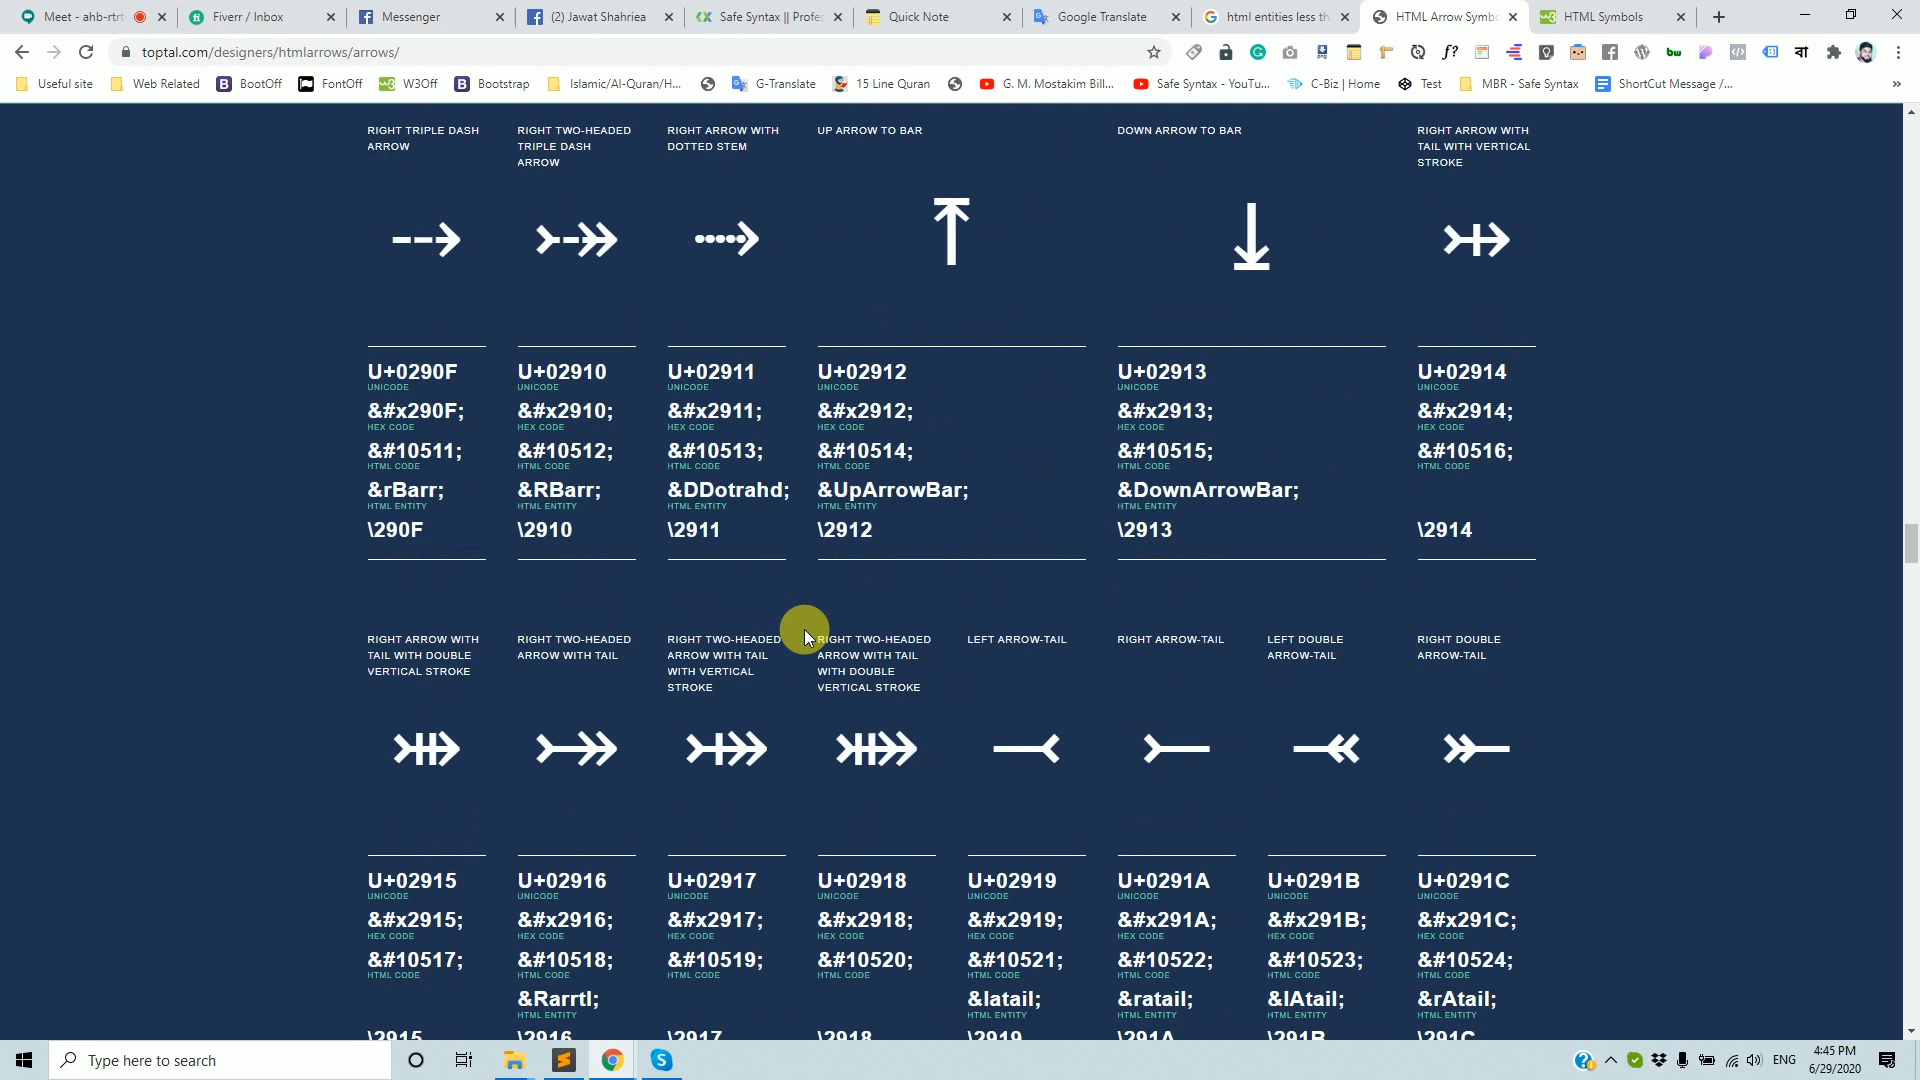 Meet - ahb-rtrt
Fiverr / Inbox
Messenger
(2) Jawat Shahriea
Safe Syntax || Profes
Quick Note
Google Translate
html entities less th
HTML Arrow Symbo
HTML Symbols
toptal.com/designers/htmlarrows/arrows/
Useful site
Web Related
BootOff
FontOff
W3Off
Bootstrap
Islamic/Al-Quran/H...
G-Translate
15 Line Quran
G. M. Mostakim Bill...
Safe Syntax - YouTu...
C-Biz | Home
Test
MBR - Safe Syntax
ShortCut Message /...
RIGHT TRIPLE DASH
ARROW
RIGHT TWO-HEADED
TRIPLE DASH
ARROW
RIGHT ARROW WITH
DOTTED STEM
UP ARROW TO BAR
DOWN ARROW TO BAR
RIGHT ARROW WITH
TAIL WITH VERTICAL
STROKE
U+0290F
UNICODE
&#x290F;
HEX CODE
&#10511;
HTML CODE
&rBarr;
HTML ENTITY
\290F
U+02910
UNICODE
&#x2910;
HEX CODE
&#10512;
HTML CODE
&RBarr;
HTML ENTITY
\2910
U+02911
UNICODE
&#x2911;
HEX CODE
&#10513;
HTML CODE
&DDotrahd;
HTML ENTITY
\2911
U+02912
UNICODE
&#x2912;
HEX CODE
&#10514;
HTML CODE
&UpArrowBar;
HTML ENTITY
\2912
U+02913
UNICODE
&#x2913;
HEX CODE
&#10515;
HTML CODE
&DownArrowBar;
HTML ENTITY
\2913
U+02914
UNICODE
&#x2914;
HEX CODE
&#10516;
HTML CODE
\2914
RIGHT ARROW WITH
TAIL WITH DOUBLE
VERTICAL STROKE
RIGHT TWO-HEADED
ARROW WITH TAIL
RIGHT TWO-HEADED
ARROW WITH TAIL
WITH VERTICAL
STROKE
RIGHT TWO-HEADED
ARROW WITH TAIL
WITH DOUBLE
VERTICAL STROKE
LEFT ARROW-TAIL
RIGHT ARROW-TAIL
LEFT DOUBLE
ARROW-TAIL
RIGHT DOUBLE
ARROW-TAIL
U+02915
UNICODE
&#x2915;
HEX CODE
&#10517;
HTML CODE
\2915
U+02916
UNICODE
&#x2916;
HEX CODE
&#10518;
HTML CODE
&Rarrtl;
HTML ENTITY
\2916
U+02917
UNICODE
&#x2917;
HEX CODE
&#10519;
HTML CODE
\2917
U+02918
UNICODE
&#x2918;
HEX CODE
&#10520;
HTML CODE
\2918
U+02919
UNICODE
&#x2919;
HEX CODE
&#10521;
HTML CODE
&latail;
HTML ENTITY
\2919
U+0291A
UNICODE
&#x291A;
HEX CODE
&#10522;
HTML CODE
&ratail;
HTML ENTITY
\291A
U+0291B
UNICODE
&#x291B;
HEX CODE
&#10523;
HTML CODE
&lAtail;
HTML ENTITY
\291B
U+0291C
UNICODE
&#x291C;
HEX CODE
&#10524;
HTML CODE
&rAtail;
HTML ENTITY
\291C
Type here to search
ENG
4:45 PM
6/29/2020